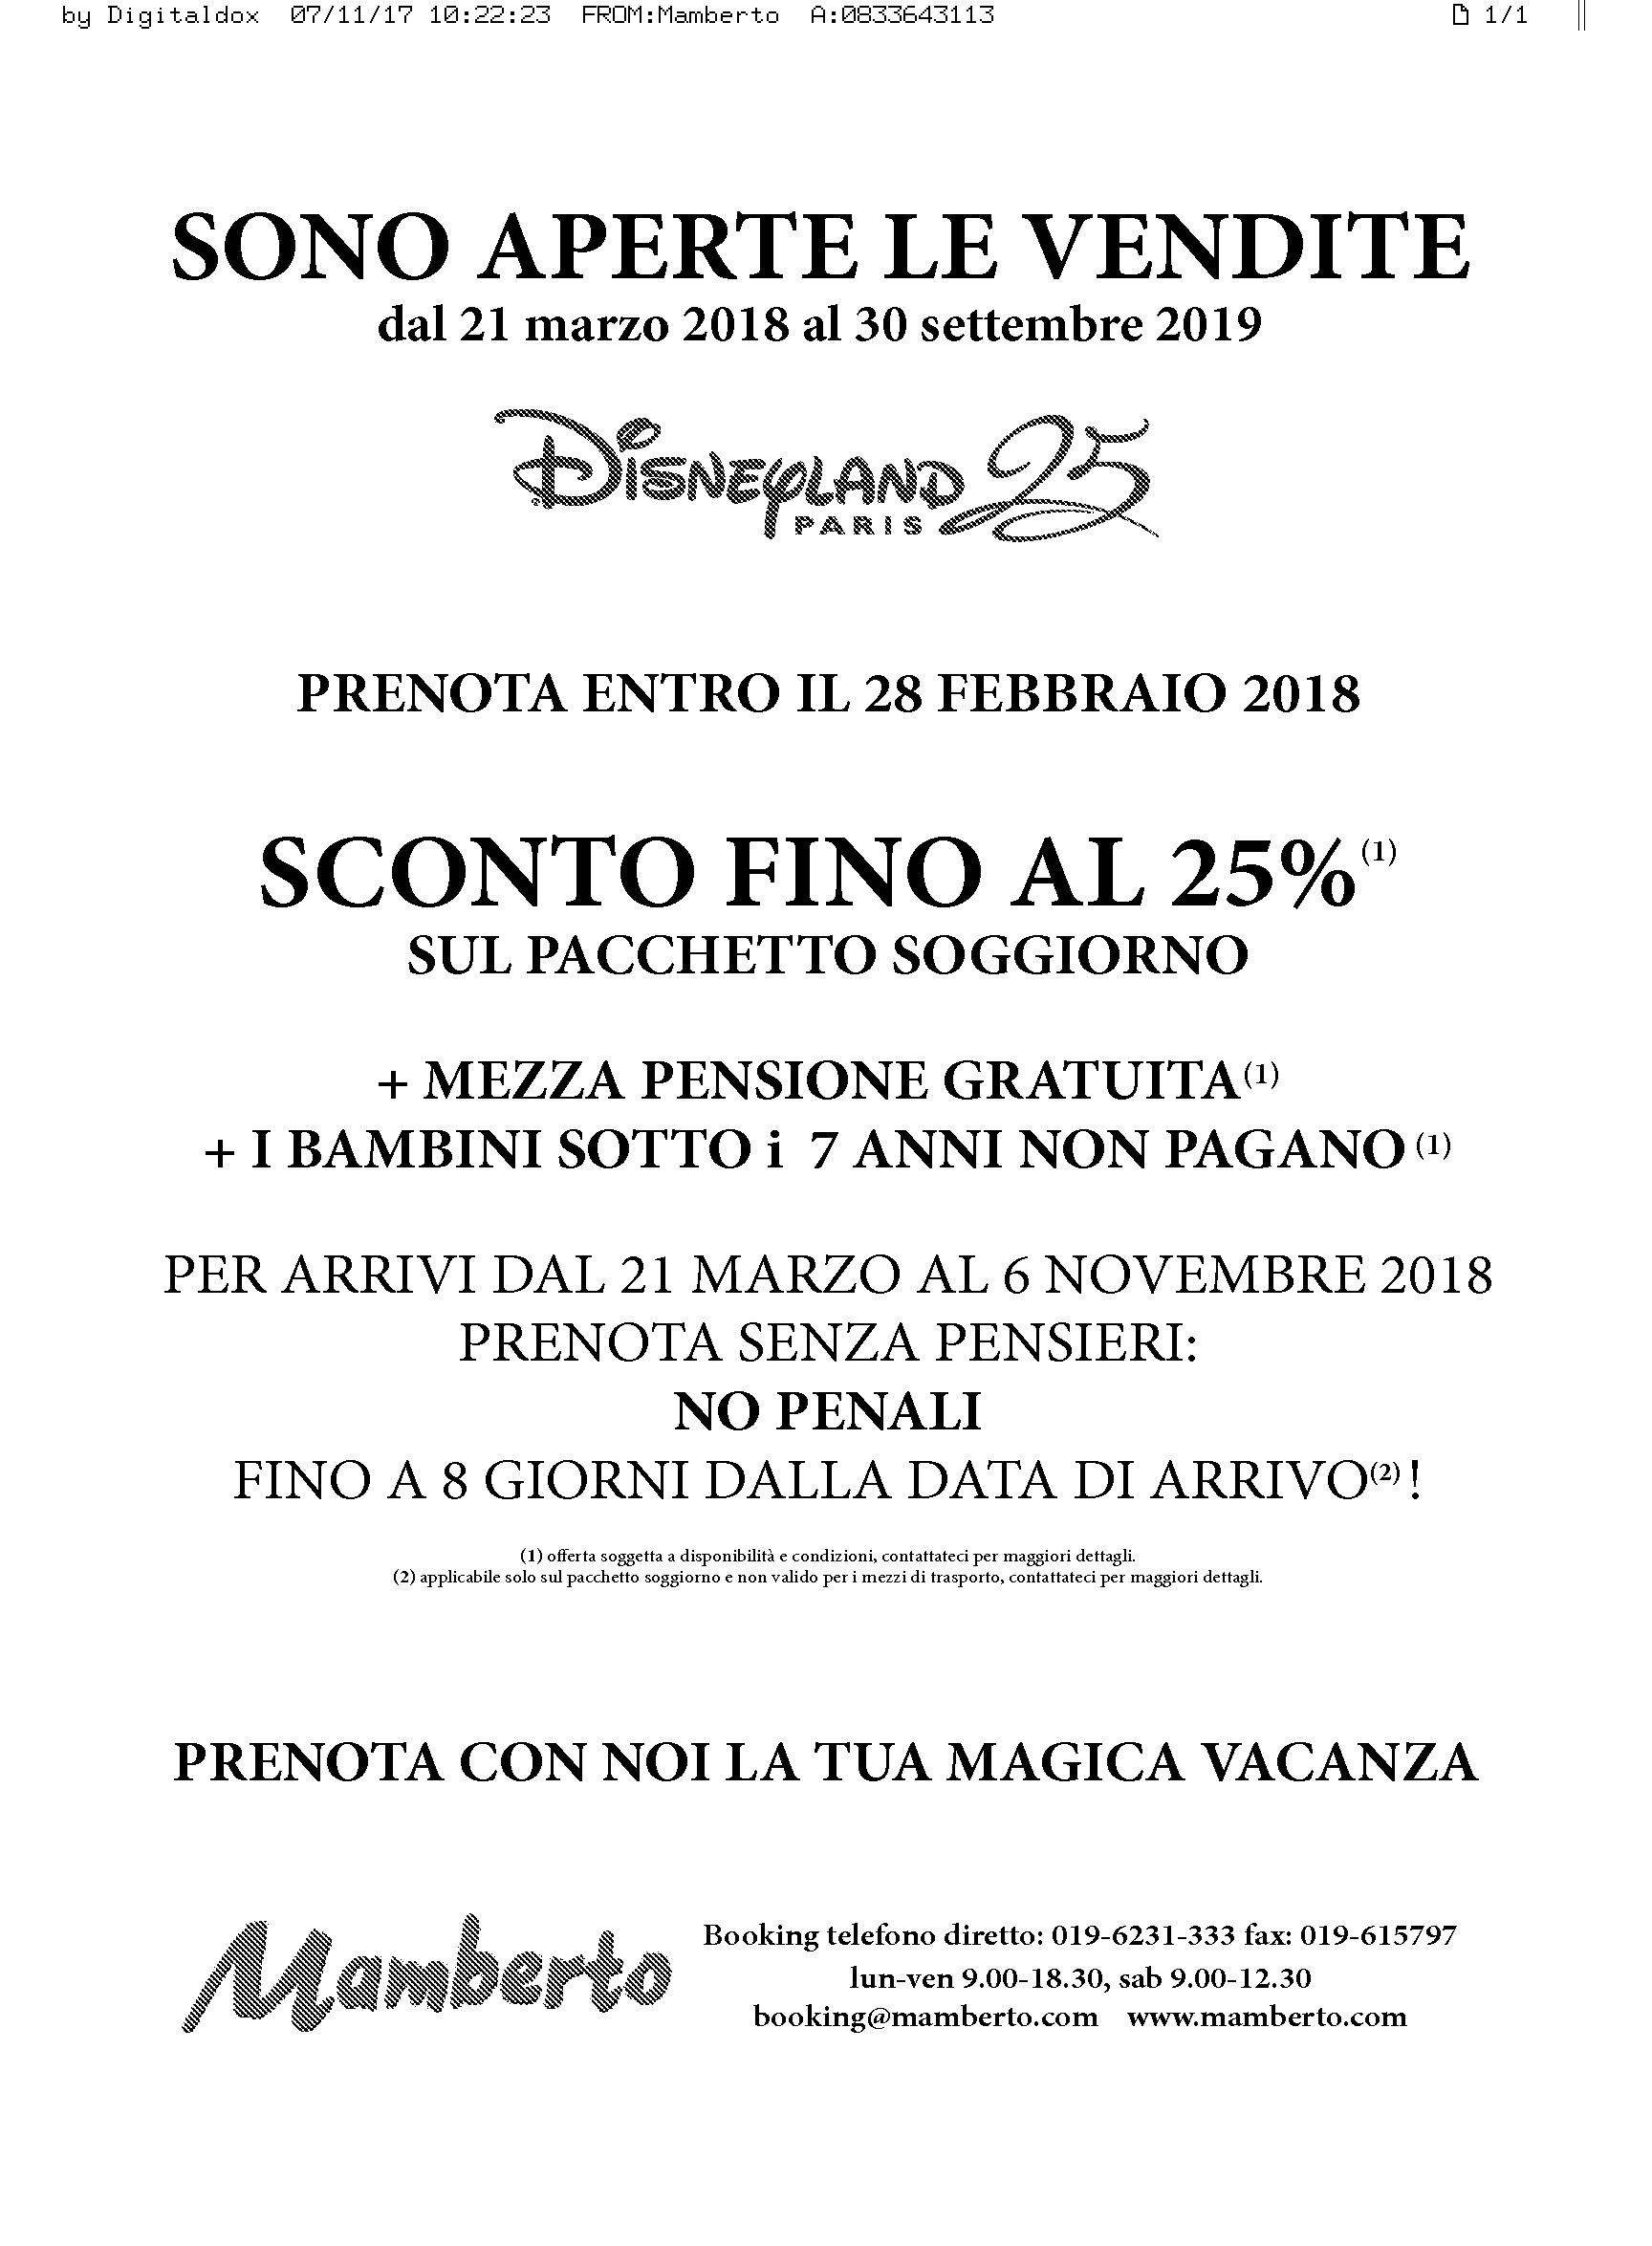 by Digitaldox 07/11/17 10:22:23 FROM:Mamberto A:0833643113 1/1
SONO APERTE LE VENDITE
dal 21 marzo 2018 al 30 settembre 2019
Disneyland 25
PARIS
PRENOTA ENTRO IL 28 FEBBRAIO 2018
SCONTO FINO AL 25%(1)
SUL PACCHETTO SOGGIORNO
+ MEZZA PENSIONE GRATUITA(1)
+ I BAMBINI SOTTO i 7 ANNI NON PAGANO (1)
PER ARRIVI DAL 21 MARZO AL 6 NOVEMBRE 2018
PRENOTA SENZA PENSIERI:
NO PENALI
FINO A 8 GIORNI DALLA DATA DI ARRIVO(2) !
(1) offerta soggetta a disponibilità e condizioni, contattateci per maggiori dettagli.
(2) applicabile solo sul pacchetto soggiorno e non valido per i mezzi di trasporto, contattateci per maggiori dettagli.
PRENOTA CON NOI LA TUA MAGICA VACANZA
Mamberto
Booking telefono diretto: 019-6231-333 fax: 019-615797
lun-ven 9.00-18.30, sab 9.00-12.30
booking@mamberto.com www.mamberto.com